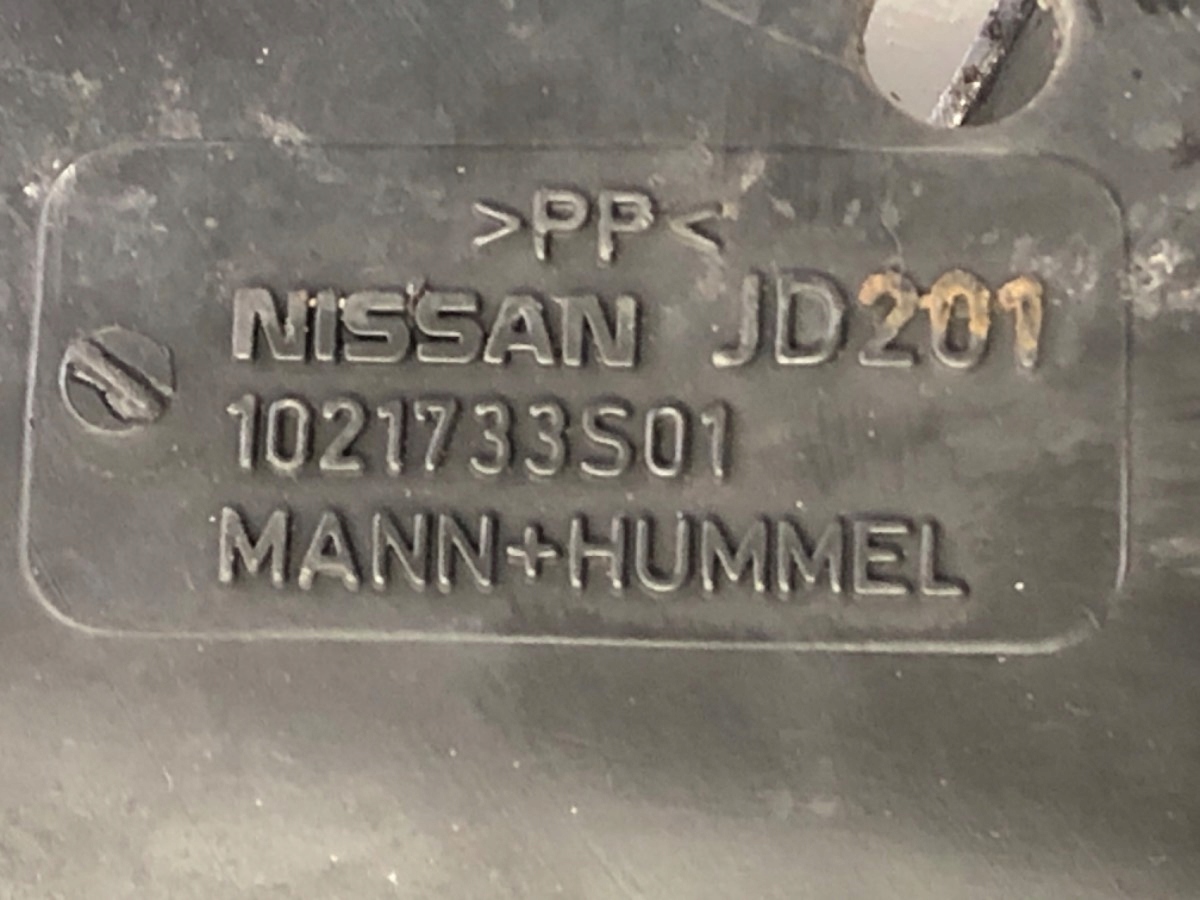 >PP<
NISSAN JD201
1021733S01
MANN+HUMMEL